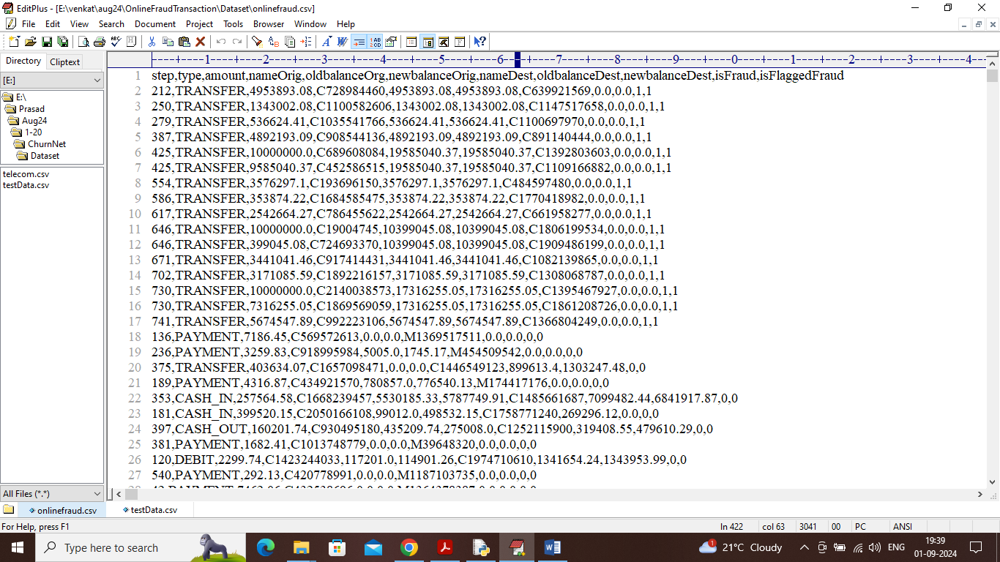 EditPlus - [E:\venkat\aug24\OnlineFraudTransaction\Dataset\onlinefraud.csv]
File Edit View Search Document Project Tools Browser Window Help
Directory Cliptext
[E:]
E:\
Prasad
Aug24
1-20
ChurnNet
Dataset
telecom.csv
testData.csv
----+----1----+----2----+----3----+----4----+----5----+----6----+----7----+----8----+----9----+----0----+----1----+----2----+----3----+----4--
1 step,type,amount,nameOrig,oldbalanceOrg,newbalanceOrig,nameDest,oldbalanceDest,newbalanceDest,isFraud,isFlaggedFraud
2 212,TRANSFER,4953893.08,C728984460,4953893.08,4953893.08,C639921569,0.0,0.0,1,1
3 250,TRANSFER,1343002.08,C1100582606,1343002.08,1343002.08,C1147517658,0.0,0.0,1,1
4 279,TRANSFER,536624.41,C1035541766,536624.41,536624.41,C1100697970,0.0,0.0,1,1
5 387,TRANSFER,4892193.09,C908544136,4892193.09,4892193.09,C891140444,0.0,0.0,1,1
6 425,TRANSFER,10000000.0,C689608084,19585040.37,19585040.37,C1392803603,0.0,0.0,1,1
7 425,TRANSFER,9585040.37,C452586515,19585040.37,19585040.37,C1109166882,0.0,0.0,1,1
8 554,TRANSFER,3576297.1,C193696150,3576297.1,3576297.1,C484597480,0.0,0.0,1,1
9 586,TRANSFER,353874.22,C1684585475,353874.22,353874.22,C1770418982,0.0,0.0,1,1
10 617,TRANSFER,2542664.27,C786455622,2542664.27,2542664.27,C661958277,0.0,0.0,1,1
11 646,TRANSFER,10000000.0,C19004745,10399045.08,10399045.08,C1806199534,0.0,0.0,1,1
12 646,TRANSFER,399045.08,C724693370,10399045.08,10399045.08,C1909486199,0.0,0.0,1,1
13 671,TRANSFER,3441041.46,C917414431,3441041.46,3441041.46,C1082139865,0.0,0.0,1,1
14 702,TRANSFER,3171085.59,C1892216157,3171085.59,3171085.59,C1308068787,0.0,0.0,1,1
15 730,TRANSFER,10000000.0,C2140038573,17316255.05,17316255.05,C1395467927,0.0,0.0,1,1
16 730,TRANSFER,7316255.05,C1869569059,17316255.05,17316255.05,C1861208726,0.0,0.0,1,1
17 741,TRANSFER,5674547.89,C992223106,5674547.89,5674547.89,C1366804249,0.0,0.0,1,1
18 136,PAYMENT,7186.45,C569572613,0.0,0.0,M1369517511,0.0,0.0,0,0
19 236,PAYMENT,3259.83,C918995984,5005.0,1745.17,M454509542,0.0,0.0,0,0
20 375,TRANSFER,403634.07,C1657098471,0.0,0.0,C1446549123,899613.4,1303247.48,0,0
21 189,PAYMENT,4316.87,C434921570,780857.0,776540.13,M174417176,0.0,0.0,0,0
22 353,CASH_IN,257564.58,C1668239457,5530185.33,5787749.91,C1485661687,7099482.44,6841917.87,0,0
23 181,CASH_IN,399520.15,C2050166108,99012.0,498532.15,C1758771240,269296.12,0.0,0,0
24 397,CASH_OUT,160201.74,C930495180,435209.74,275008.0,C1252115900,319408.55,479610.29,0,0
25 381,PAYMENT,1682.41,C1013748779,0.0,0.0,M39648320,0.0,0.0,0,0
26 120,DEBIT,2299.74,C1423244033,117201.0,114901.26,C1974710610,1341654.24,1343953.99,0,0
27 540,PAYMENT,292.13,C420778991,0.0,0.0,M1187103735,0.0,0.0,0,0
All Files (*.*)
onlinefraud.csv testData.csv
For Help, press F1 ln 422 col 63 3041 00 PC ANSI
Type here to search 1 21°C Cloudy ENG 19:39
01-09-2024